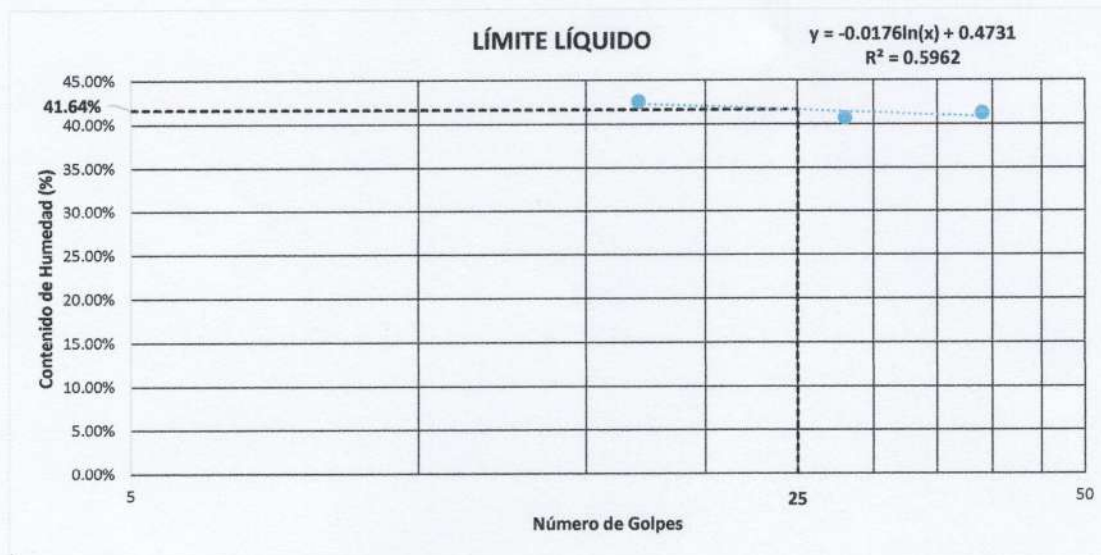 LÍMITE LÍQUIDO
y = -0.0176ln(x) + 0.4731
R² = 0.5962
45.00%
41.64%
40.00%
35.00%
30.00%
25.00%
20.00%
15.00%
10.00%
5.00%
0.00%
Contenido de Humedad (%)
5
25
50
Número de Golpes